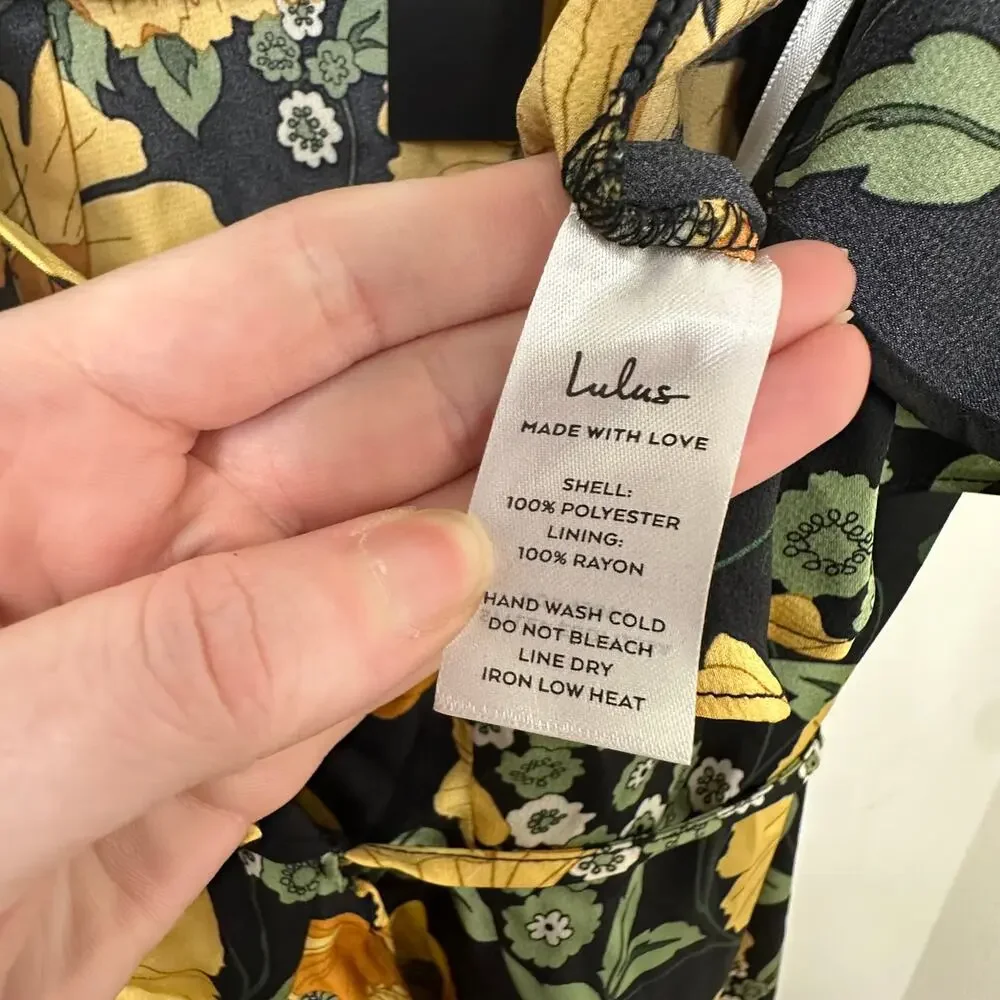 Lulus
MADE WITH LOVE
SHELL:
100% POLYESTER
LINING:
100% RAYON
HAND WASH COLD
DO NOT BLEACH
LINE DRY
IRON LOW HEAT